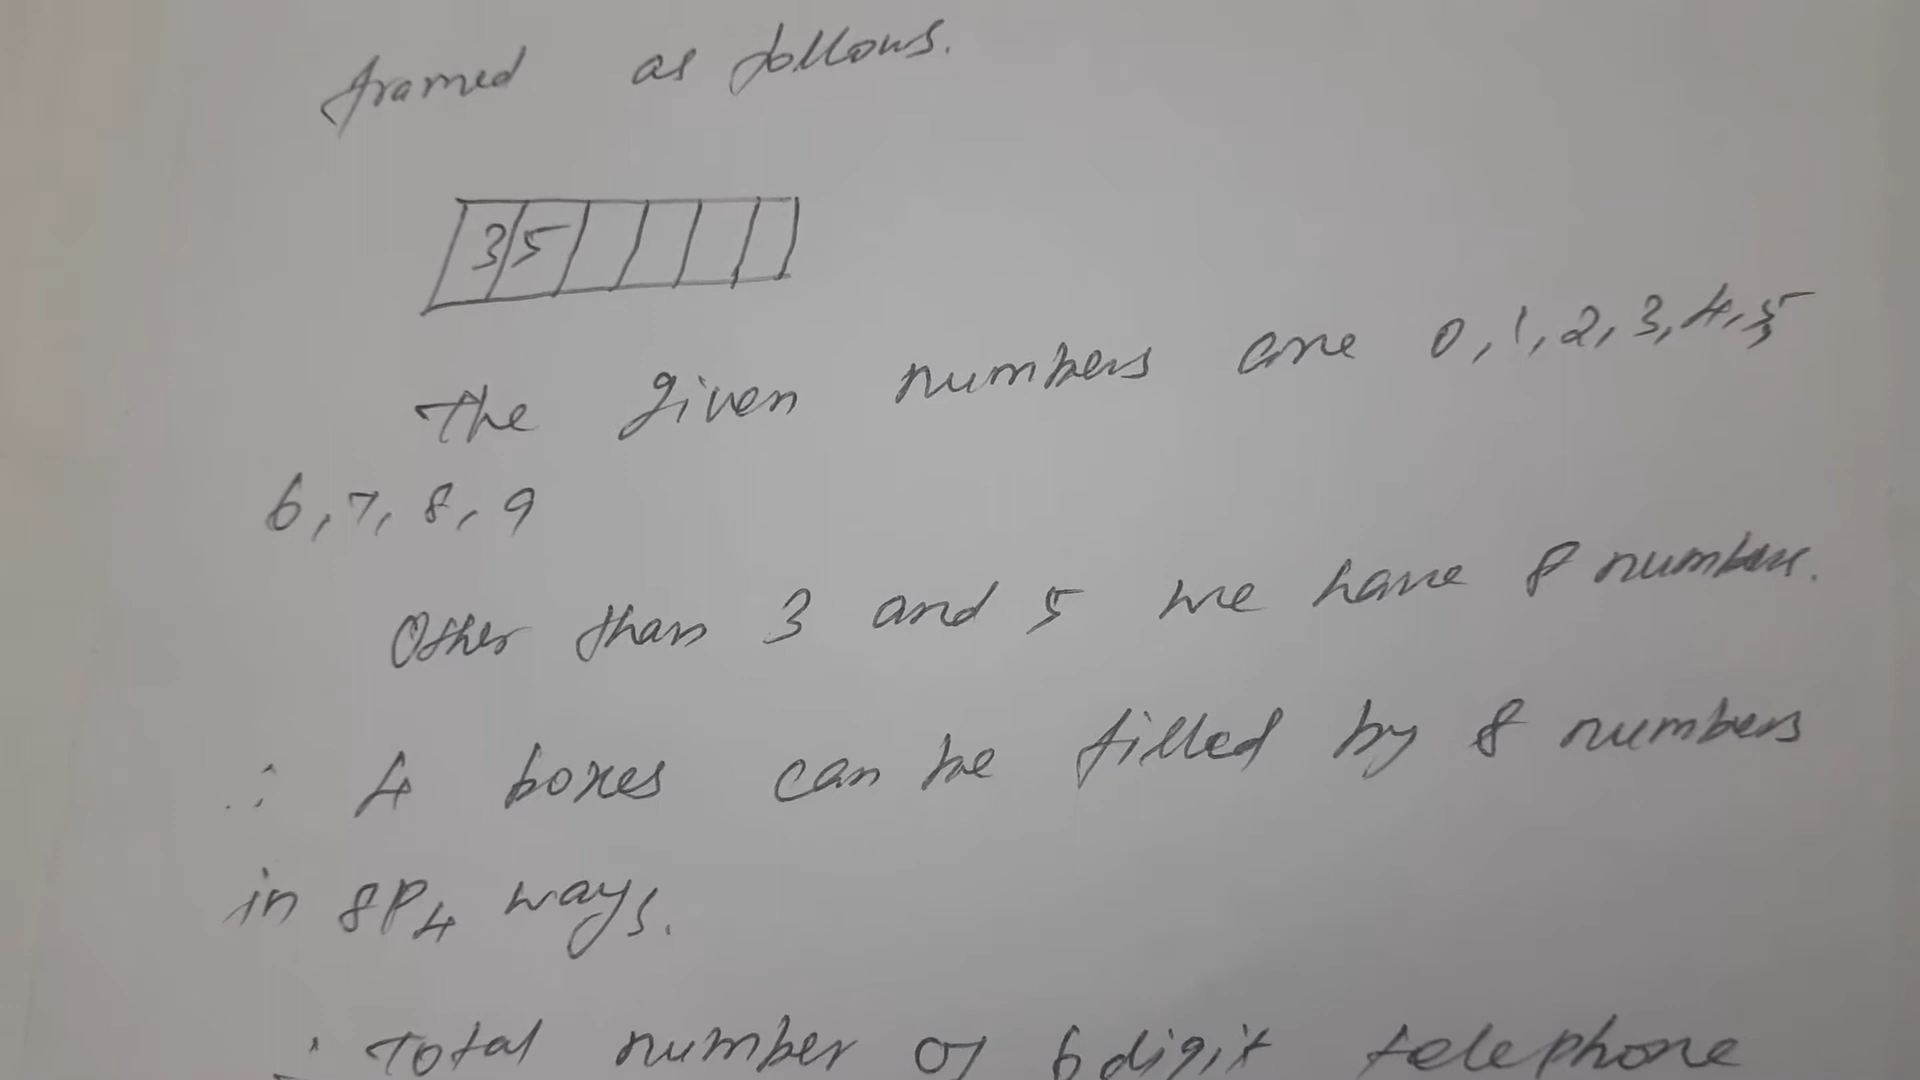 framed as follows.
3 5
The given numbers are 0, 1, 2, 3, 4, 5
6, 7, 8, 9
Other than 3 and 5 we have 8 numbers.
∴ 4 boxes can be filled by 8 numbers
in 8P4 ways.
∴ Total number of 6 digit telephone